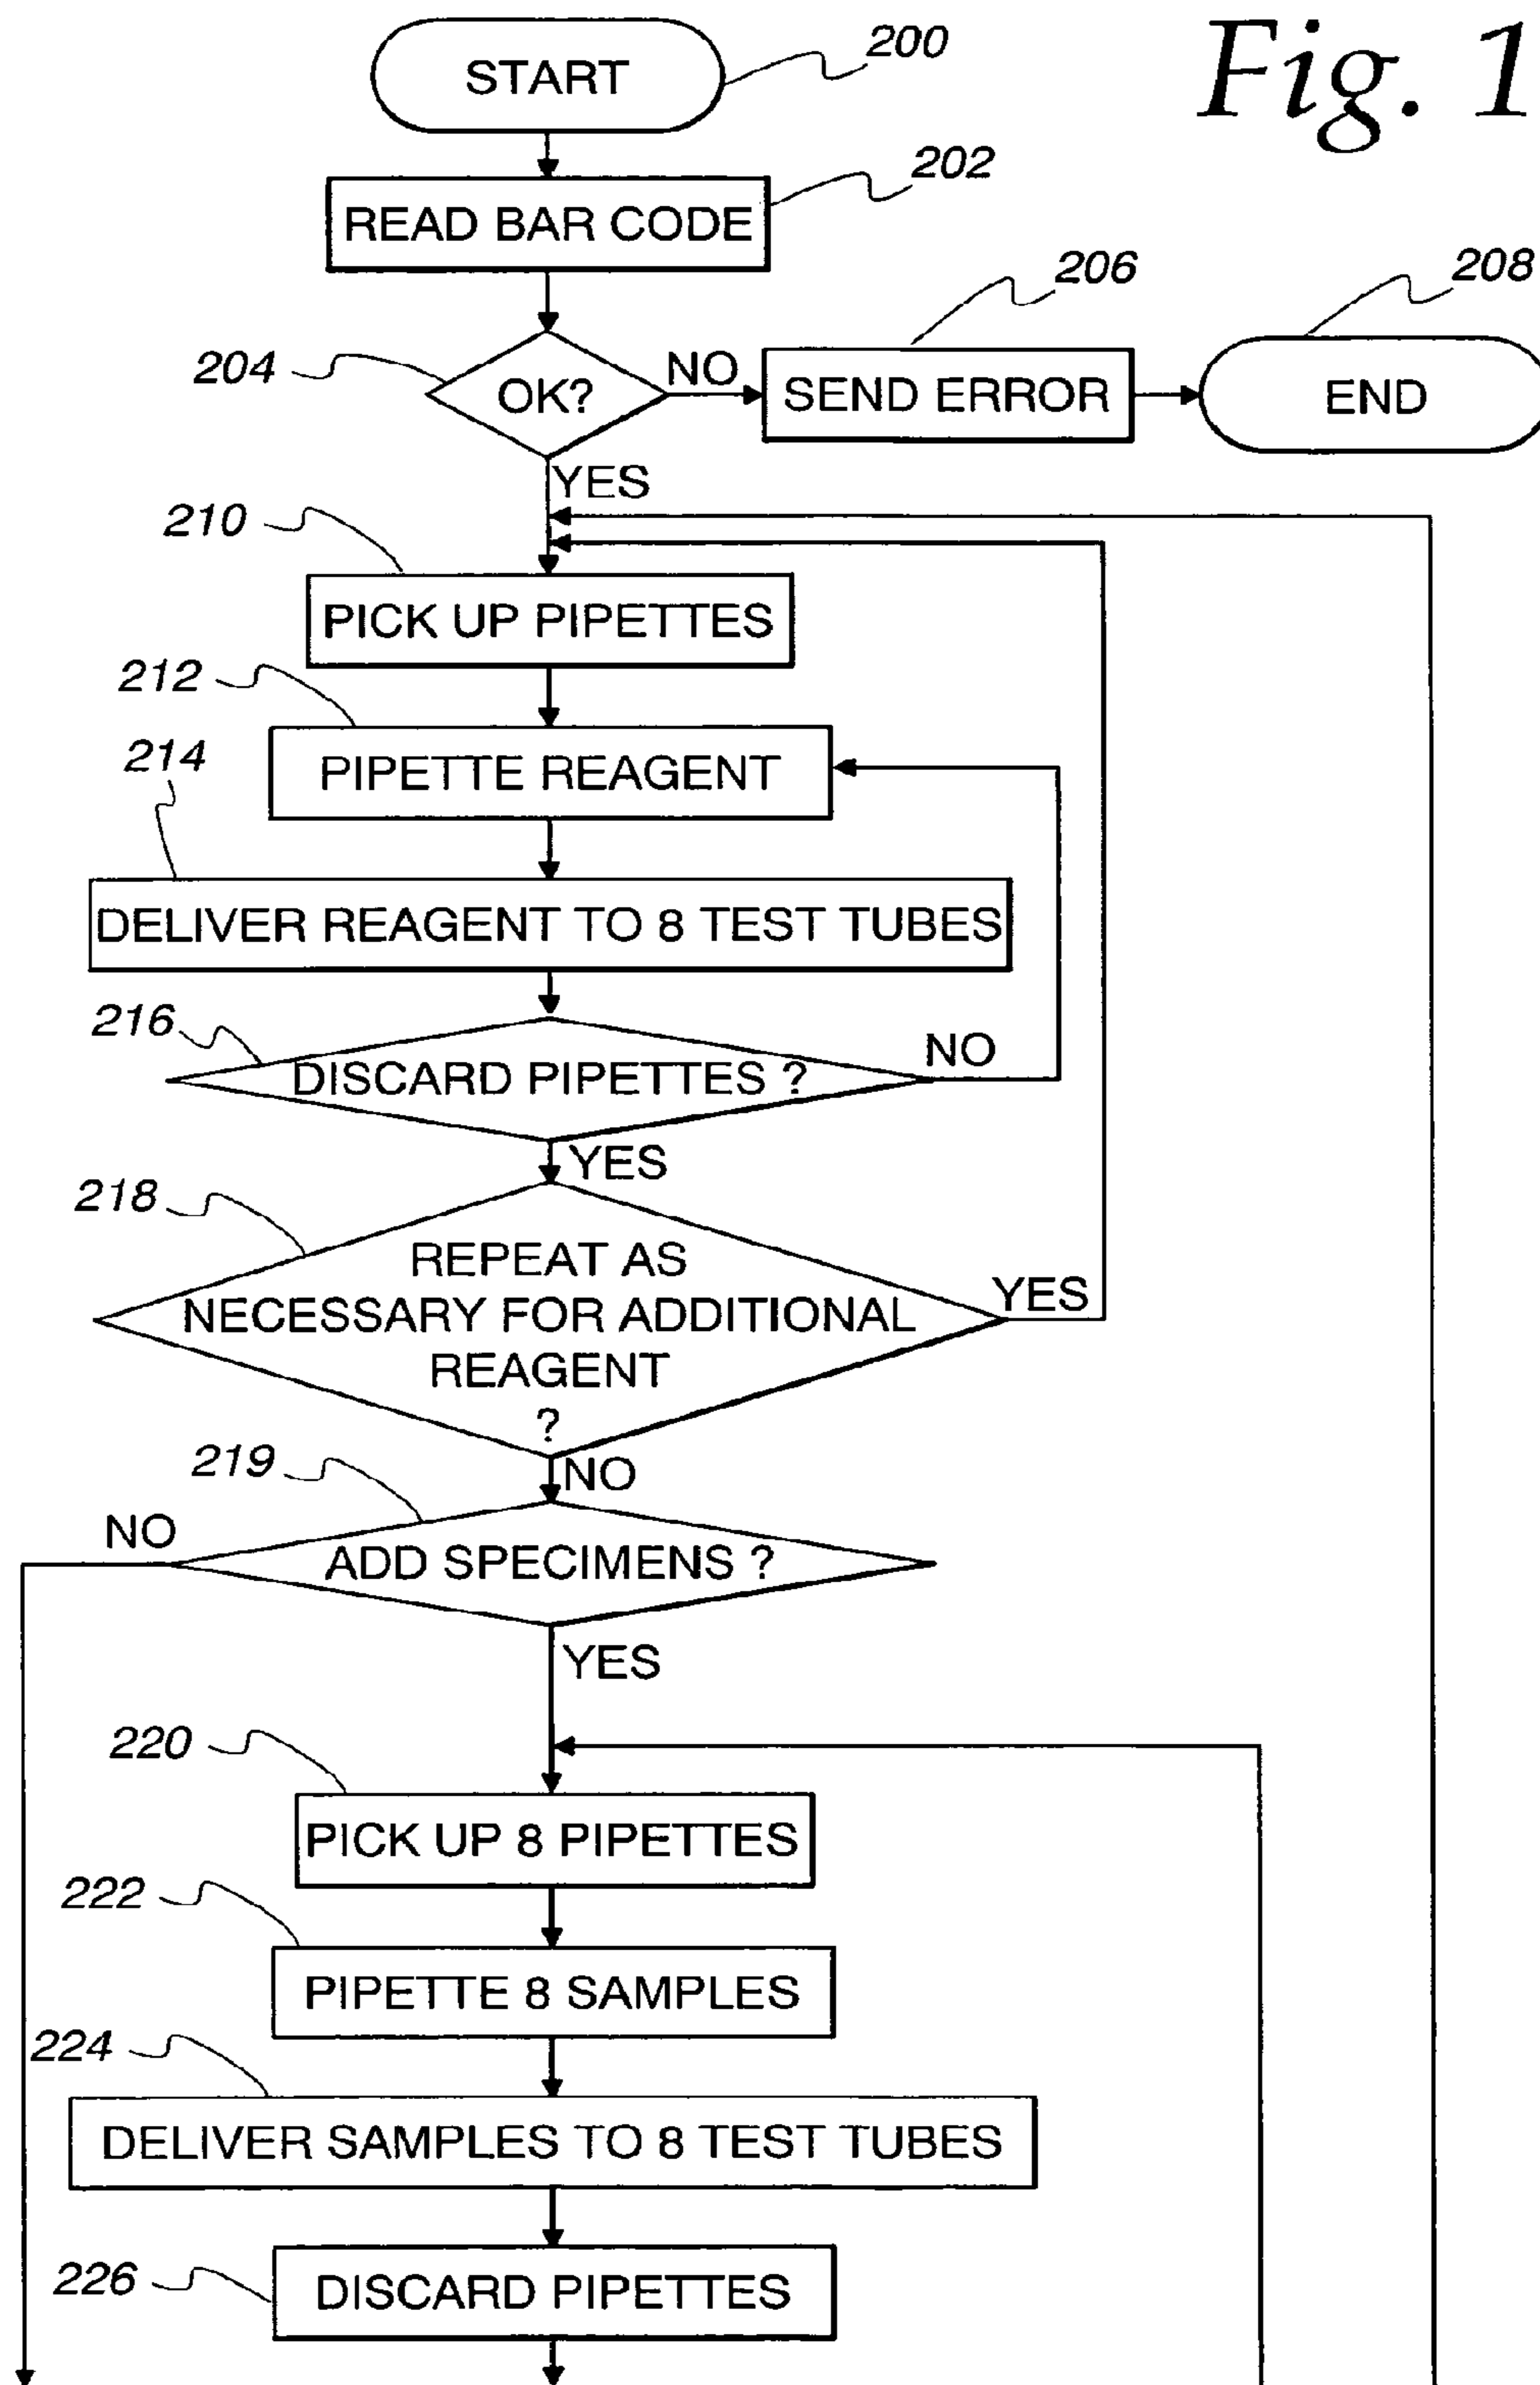 Fig. 1
START
200
READ BAR CODE
202
204
OK?
NO
SEND ERROR
206
END
208
YES
210
PICK UP PIPETTES
212
PIPETTE REAGENT
214
DELIVER REAGENT TO 8 TEST TUBES
216
DISCARD PIPETTES ?
NO
YES
218
REPEAT AS
NECESSARY FOR ADDITIONAL
REAGENT
?
YES
NO
219
NO
ADD SPECIMENS ?
YES
220
PICK UP 8 PIPETTES
222
PIPETTE 8 SAMPLES
224
DELIVER SAMPLES TO 8 TEST TUBES
226
DISCARD PIPETTES